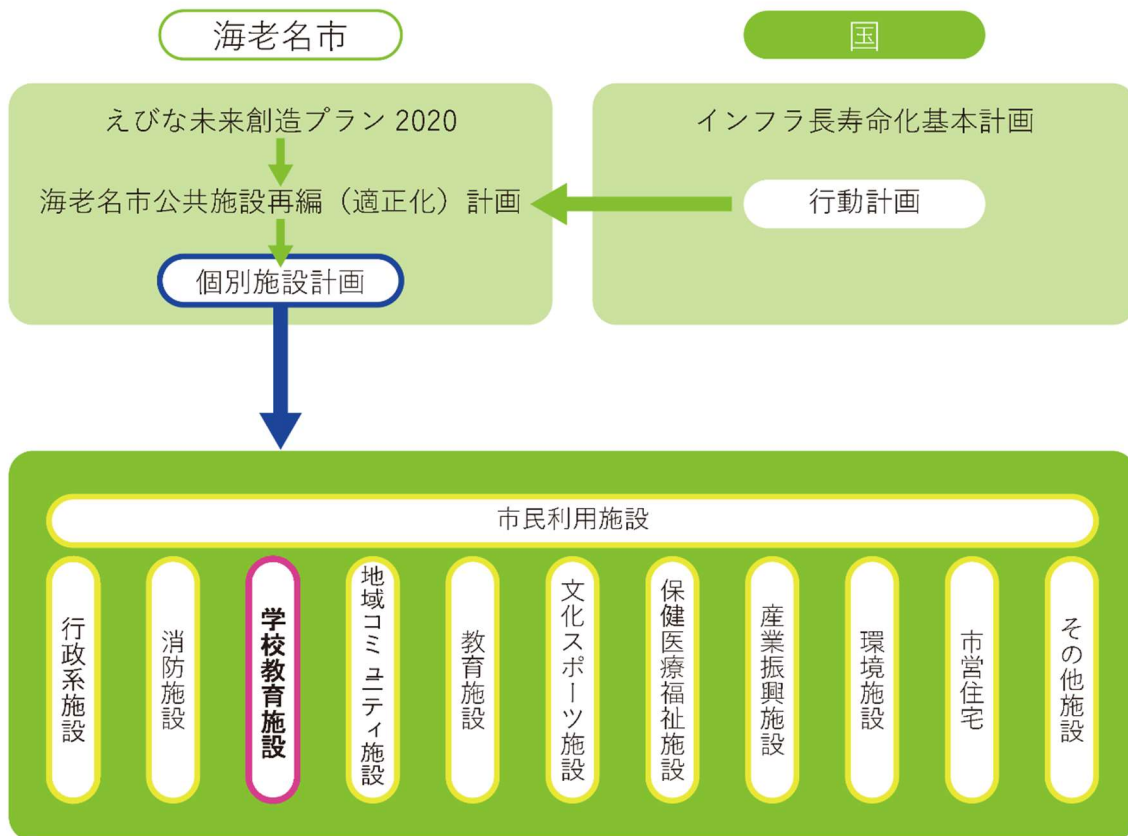 海老名市
国
えびな未来創造プラン 2020
インフラ長寿命化基本計画
海老名市公共施設再編（適正化）計画
行動計画
個別施設計画
市民利用施設
行政系施設
消防施設
学校教育施設
地域コミュニティ施設
教育施設
文化スポーツ施設
保健医療福祉施設
産業振興施設
環境施設
市営住宅
その他施設